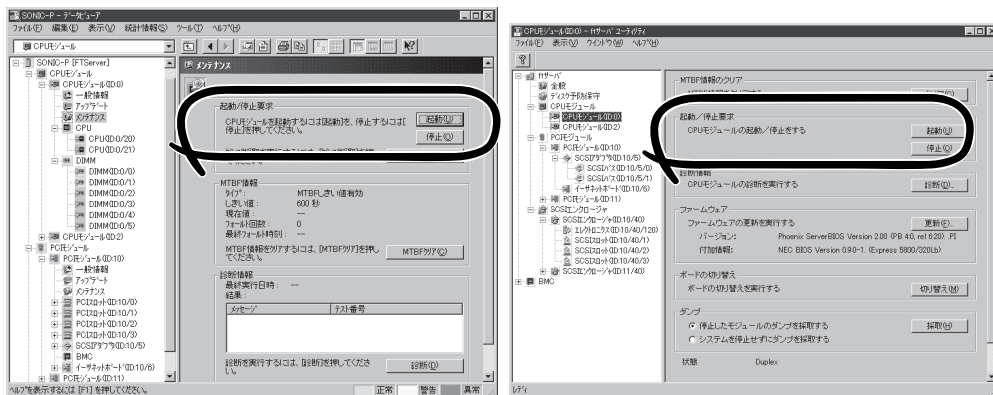 SONIC-P - ﾃﾞｰﾀﾋﾞｭｰｱ
ﾌｧｲﾙ(F) 編集(E) 表示(V) 統計情報(S) ﾂｰﾙ(T) ﾍﾙﾌﾟ(H)
CPUﾓｼﾞｭｰﾙ
SONIC-P [FTServer]
CPUﾓｼﾞｭｰﾙ
CPUﾓｼﾞｭｰﾙ(ID:0)
一般情報
ｱｯﾌﾟﾃﾞｰﾄ
ﾒﾝﾃﾅﾝｽ
CPU
CPU(ID:0/20)
CPU(ID:0/21)
DIMM
DIMM(ID:0/0)
DIMM(ID:0/1)
DIMM(ID:0/2)
DIMM(ID:0/3)
DIMM(ID:0/4)
DIMM(ID:0/5)
CPUﾓｼﾞｭｰﾙ(ID:2)
PCIﾓｼﾞｭｰﾙ
PCIﾓｼﾞｭｰﾙ(ID:10)
一般情報
ｱｯﾌﾟﾃﾞｰﾄ
ﾒﾝﾃﾅﾝｽ
PCIｽﾛｯﾄ(ID:10/0)
PCIｽﾛｯﾄ(ID:10/1)
PCIｽﾛｯﾄ(ID:10/2)
PCIｽﾛｯﾄ(ID:10/3)
SCSIｱﾀﾞﾌﾟﾀ(ID:10/5)
BMC
ｲｰｻﾈｯﾄﾎﾞｰﾄﾞ(ID:10/6)
PCIﾓｼﾞｭｰﾙ(ID:11)
ﾒﾝﾃﾅﾝｽ
起動/停止要求
CPUﾓｼﾞｭｰﾙを起動するには[起動]を、停止するには[
停止]を押してください。
起動(U)
停止(O)
MTBF情報
ﾀｲﾌﾟ: MTBFしきい値有効
しきい値: 600 秒
現在値: --
ﾌｫｰﾙﾄ回数: 0
最終ﾌｫｰﾙﾄ時刻: --
MTBF情報をｸﾘｱするには、[MTBFｸﾘｱ]を押し
てください。
MTBFｸﾘｱ(C)
診断情報
最終実行日時: --
結果:
ﾒｯｾｰｼﾞ テスト番号
診断を実行するには、[診断]を押してくださ
い。
診断(D)
ﾍﾙﾌﾟを表示するには [F1] を押してください。
正常 警告 異常
CPUﾓｼﾞｭｰﾙ(ID:0) - ftｻｰﾊﾞ ﾕｰﾃｨﾘﾃｨ
ﾌｧｲﾙ(F) 表示(V) ｳｲﾝﾄﾞｳ(W) ﾍﾙﾌﾟ(H)
ftｻｰﾊﾞ
全般
ﾃﾞｨｽｸ予防保守
CPUモジュール
CPUﾓｼﾞｭｰﾙ(ID:0)
CPUﾓｼﾞｭｰﾙ(ID:2)
PCIモジュール
PCIﾓｼﾞｭｰﾙ(ID:10)
SCSIｱﾀﾞﾌﾟﾀ(ID:10/5)
SCSIﾊﾞｽ(ID:10/5/0)
SCSIﾊﾞｽ(ID:10/5/1)
ｲｰｻﾈｯﾄﾎﾞｰﾄﾞ(ID:10/6)
PCIﾓｼﾞｭｰﾙ(ID:11)
SCSIエンクロージャ
SCSIｴﾝｸﾛｰｼﾞｬ(ID:10/40)
ｴﾚｸﾄﾛﾆｸｽ(ID:10/40/120)
SCSIｽﾛｯﾄ(ID:10/40/1)
SCSIｽﾛｯﾄ(ID:10/40/2)
SCSIｽﾛｯﾄ(ID:10/40/3)
SCSIｴﾝｸﾛｰｼﾞｬ(ID:11/40)
BMC
MTBF情報のクリア
起動/停止要求
CPUモジュールの起動/停止をする
起動(U)
停止(O)
診断情報
CPUモジュールの診断を実行する
診断(D)...
ファームウェア
ファームウェアの更新を実行する
更新(F)...
バージョン: Phoenix ServerBIOS Version 2.00 (PB 4.0, rel 6.20) .PI
付加情報: NEC BIOS Version 0.9.0-1. (Express 5800/320Lb)
ボードの切り替え
ボードの切り替えを実行する
切り替え(M)
ダンプ
停止したモジュールのダンプを採取する
システムを停止せずにダンプを採取する
採取(H)
状態 Duplex
ﾚﾃﾞｨ